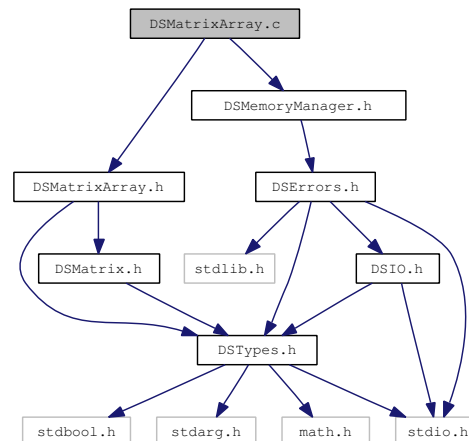 DSMatrixArray.c
DSMemoryManager.h
DSMatrixArray.h
DSErrors.h
DSMatrix.h
stdlib.h
DSIO.h
DSTypes.h
stdbool.h
stdarg.h
math.h
stdio.h